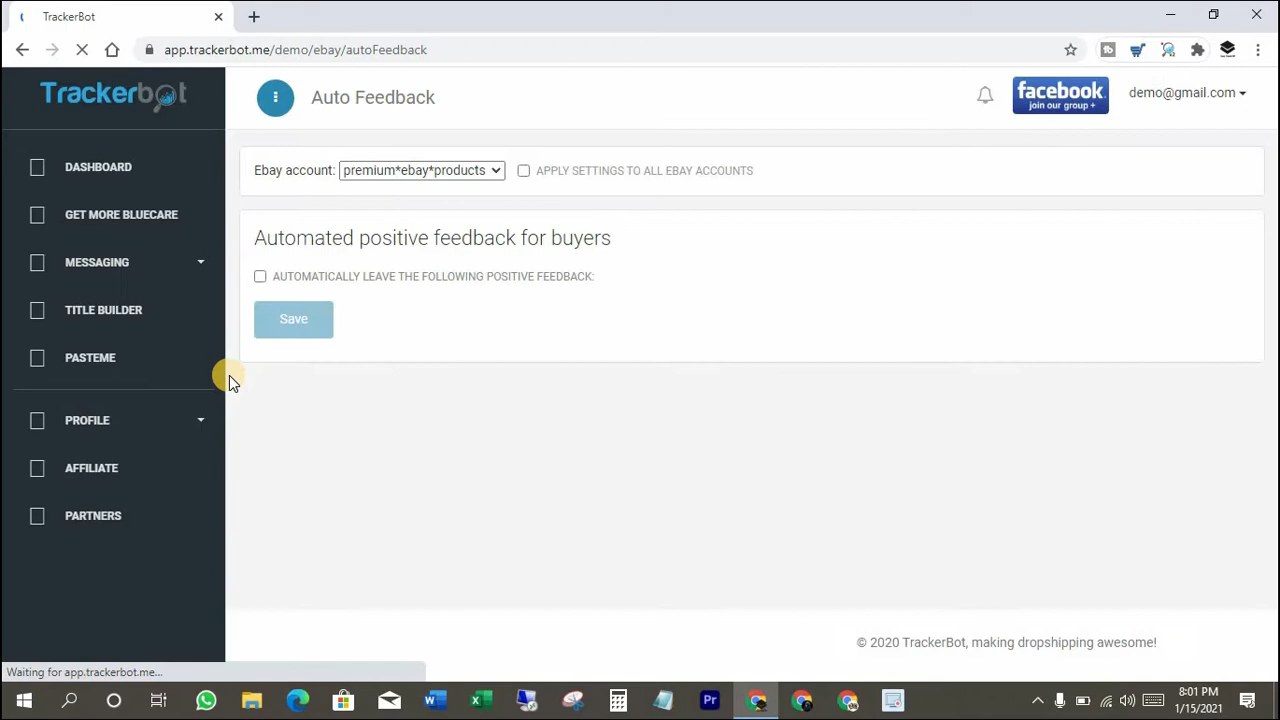 TrackerBot
app.trackerbot.me/demo/ebay/autoFeedback
Trackerbot
Auto Feedback
facebook
join our group +
demo@gmail.com
DASHBOARD
GET MORE BLUECARE
MESSAGING
TITLE BUILDER
PASTEME
PROFILE
AFFILIATE
PARTNERS
Ebay account: premium*ebay*products APPLY SETTINGS TO ALL EBAY ACCOUNTS
Automated positive feedback for buyers
AUTOMATICALLY LEAVE THE FOLLOWING POSITIVE FEEDBACK:
Save
© 2020 TrackerBot, making dropshipping awesome!
Waiting for app.trackerbot.me...
8:01 PM
1/15/2021